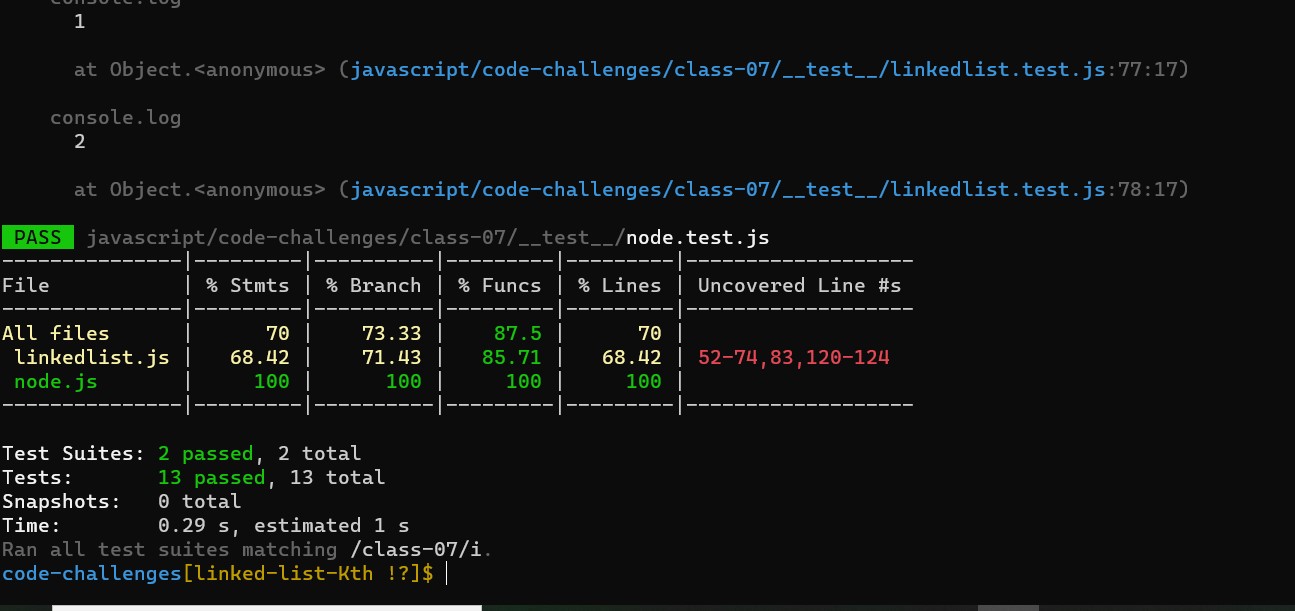 console.log
1
at Object.<anonymous> (javascript/code-challenges/class-07/__test__/linkedlist.test.js:77:17)
console.log
2
at Object.<anonymous> (javascript/code-challenges/class-07/__test__/linkedlist.test.js:78:17)
PASS javascript/code-challenges/class-07/__test__/node.test.js
---------------|---------|----------|---------|---------|-------------------
File | % Stmts | % Branch | % Funcs | % Lines | Uncovered Line #s
---------------|---------|----------|---------|---------|-------------------
All files | 70 | 73.33 | 87.5 | 70 |
linkedlist.js | 68.42 | 71.43 | 85.71 | 68.42 | 52-74,83,120-124
node.js | 100 | 100 | 100 | 100 |
---------------|---------|----------|---------|---------|-------------------
Test Suites: 2 passed, 2 total
Tests: 13 passed, 13 total
Snapshots: 0 total
Time: 0.29 s, estimated 1 s
Ran all test suites matching /class-07/i.
code-challenges[linked-list-Kth !?]$